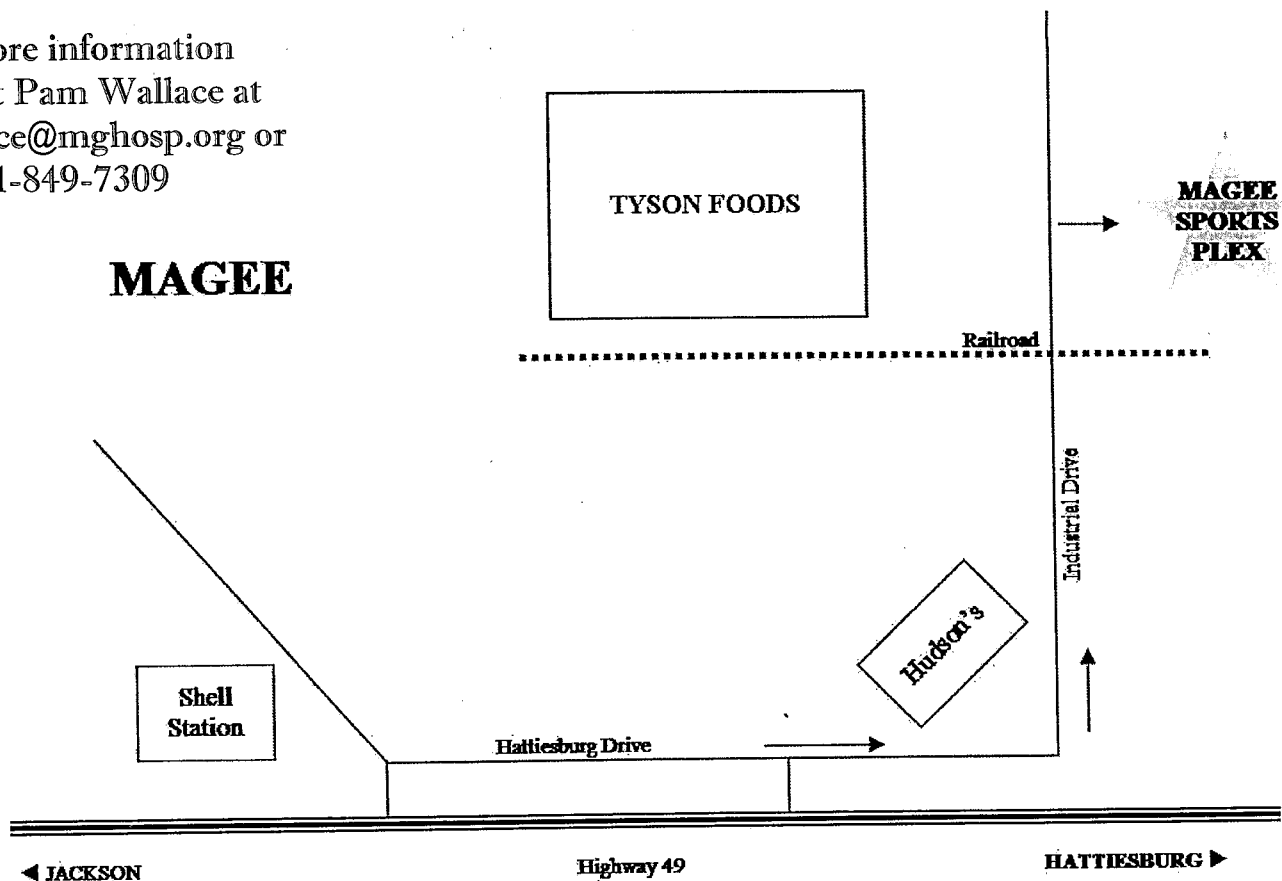 ore information
t Pam Wallace at
ce@mghosp.org or
1-849-7309
MAGEE
TYSON FOODS
MAGEE
SPORTS
PLEX
Railroad
Industrial Drive
Hudson's
Shell
Station
Hattiesburg Drive
◄ JACKSON
Highway 49
HATTIESBURG ►